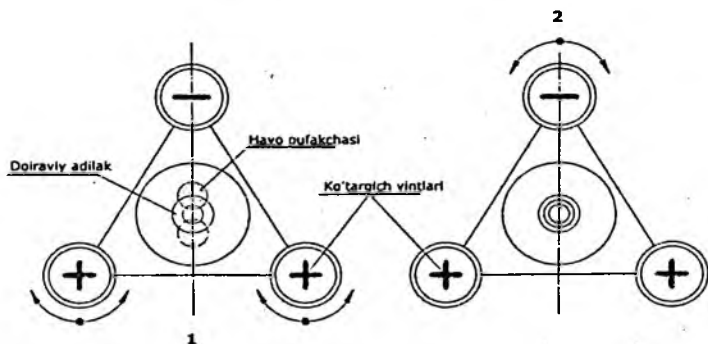 2
Havo pufakchasi
Doiraviy adilak
Ko'targich vintlari
1